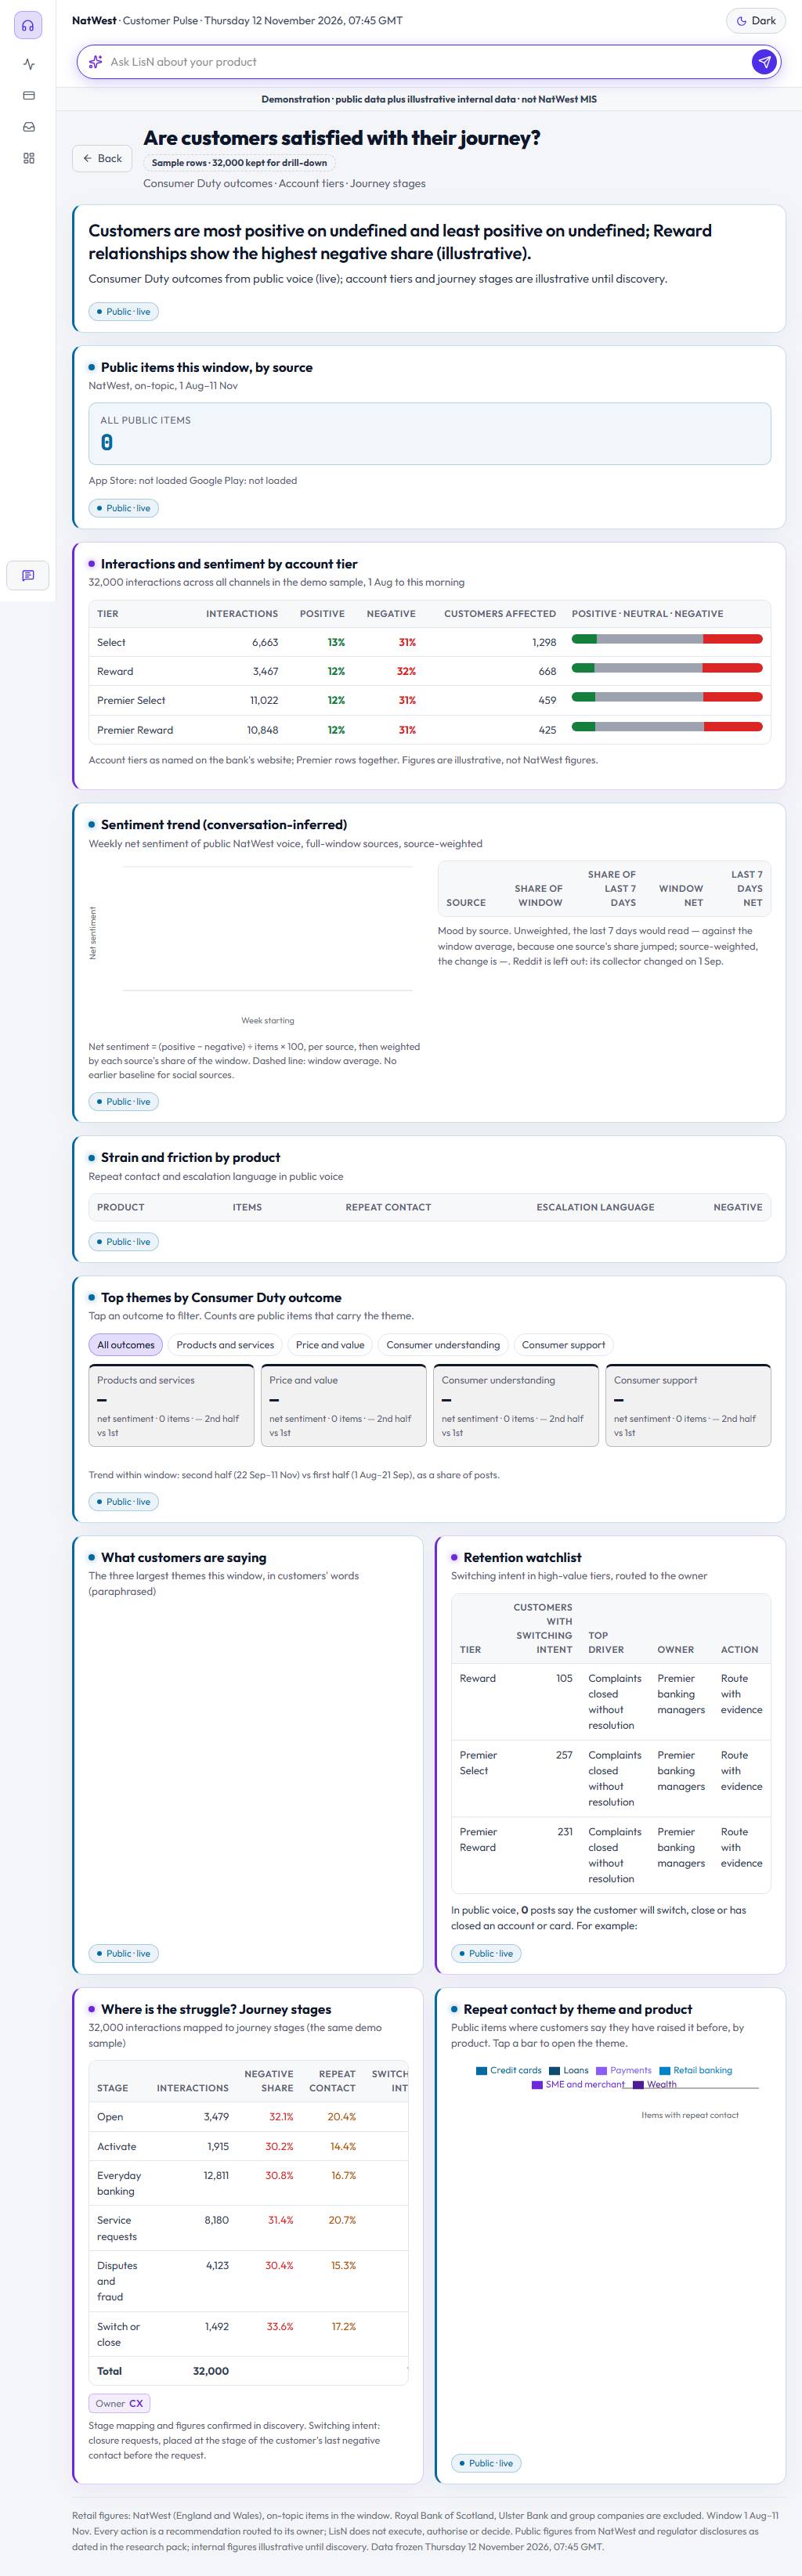 NatWest · Customer Pulse · Thursday 12 November 2026, 07:45 GMT
Dark
Ask LisN about your product
Demonstration · public data plus illustrative internal data · not NatWest MIS
Back
Are customers satisfied with their journey?
Sample rows · 32,000 kept for drill-down
Consumer Duty outcomes · Account tiers · Journey stages
Customers are most positive on undefined and least positive on undefined; Reward
relationships show the highest negative share (illustrative).
Consumer Duty outcomes from public voice (live); account tiers and journey stages are illustrative until discovery.
Public · live
Public items this window, by source
NatWest, on-topic, 1 Aug–11 Nov
ALL PUBLIC ITEMS
0
App Store: not loaded Google Play: not loaded
Public · live
Interactions and sentiment by account tier
32,000 interactions across all channels in the demo sample, 1 Aug to this morning
TIER INTERACTIONS POSITIVE NEGATIVE CUSTOMERS AFFECTED POSITIVE · NEUTRAL · NEGATIVE
Select 6,663 13% 31% 1,298
Reward 3,467 12% 32% 668
Premier Select 11,022 12% 31% 459
Premier Reward 10,848 12% 31% 425
Account tiers as named on the bank's website; Premier rows together. Figures are illustrative, not NatWest figures.
Sentiment trend (conversation-inferred)
Weekly net sentiment of public NatWest voice, full-window sources, source-weighted
Net sentiment
Week starting
Net sentiment = (positive − negative) ÷ items × 100, per source, then weighted
by each source's share of the window. Dashed line: window average. No
earlier baseline for social sources.
SHARE OF LAST 7
SHARE OF LAST 7 WINDOW DAYS
SOURCE WINDOW DAYS NET NET
Mood by source. Unweighted, the last 7 days would read — against the
window average, because one source's share jumped; source-weighted,
the change is —. Reddit is left out: its collector changed on 1 Sep.
Public · live
Strain and friction by product
Repeat contact and escalation language in public voice
PRODUCT ITEMS REPEAT CONTACT ESCALATION LANGUAGE NEGATIVE
Public · live
Top themes by Consumer Duty outcome
Tap an outcome to filter. Counts are public items that carry the theme.
All outcomes Products and services Price and value Consumer understanding Consumer support
Products and services
—
net sentiment · 0 items · — 2nd half
vs 1st
Price and value
—
net sentiment · 0 items · — 2nd half
vs 1st
Consumer understanding
—
net sentiment · 0 items · — 2nd half
vs 1st
Consumer support
—
net sentiment · 0 items · — 2nd half
vs 1st
Trend within window: second half (22 Sep–11 Nov) vs first half (1 Aug–21 Sep), as a share of posts.
Public · live
What customers are saying
The three largest themes this window, in customers' words
(paraphrased)
Public · live
Retention watchlist
Switching intent in high-value tiers, routed to the owner
CUSTOMERS
WITH
SWITCHING TOP
TIER INTENT DRIVER OWNER ACTION
Reward 105 Complaints Premier Route
closed banking with
without managers evidence
resolution
Premier 257 Complaints Premier Route
Select closed banking with
without managers evidence
resolution
Premier 231 Complaints Premier Route
Reward closed banking with
without managers evidence
resolution
In public voice, 0 posts say the customer will switch, close or has
closed an account or card. For example:
Public · live
Where is the struggle? Journey stages
32,000 interactions mapped to journey stages (the same demo
sample)
NEGATIVE REPEAT SWITCH
STAGE INTERACTIONS SHARE CONTACT INT
Open 3,479 32.1% 20.4%
Activate 1,915 30.2% 14.4%
Everyday 12,811 30.8% 16.7%
banking
Service 8,180 31.4% 20.7%
requests
Disputes 4,123 30.4% 15.3%
and
fraud
Switch or 1,492 33.6% 17.2%
close
Total 32,000
Owner CX
Stage mapping and figures confirmed in discovery. Switching intent:
closure requests, placed at the stage of the customer's last negative
contact before the request.
Repeat contact by theme and product
Public items where customers say they have raised it before, by
product. Tap a bar to open the theme.
Credit cards Loans Payments Retail banking
SME and merchant Wealth
Items with repeat contact
Public · live
Retail figures: NatWest (England and Wales), on-topic items in the window. Royal Bank of Scotland, Ulster Bank and group companies are excluded. Window 1 Aug–11
Nov. Every action is a recommendation routed to its owner; LisN does not execute, authorise or decide. Public figures from NatWest and regulator disclosures as
dated in the research pack; internal figures illustrative until discovery. Data frozen Thursday 12 November 2026, 07:45 GMT.